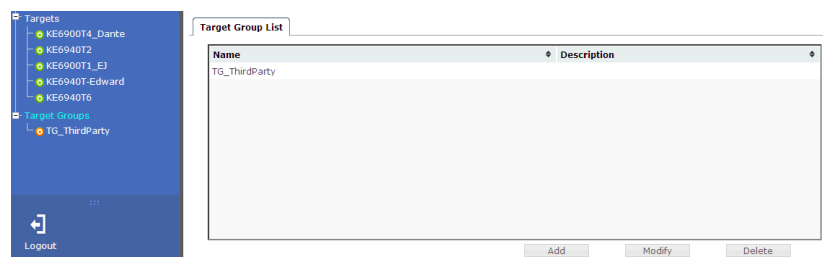 Targets
KE6900T4_Dante
KE6940T2
KE6900T1_EJ
KE6940T-Edward
KE6940T6
Target Groups
TG_ThirdParty
Logout
Target Group List
Name Description
TG_ThirdParty
Add Modify Delete